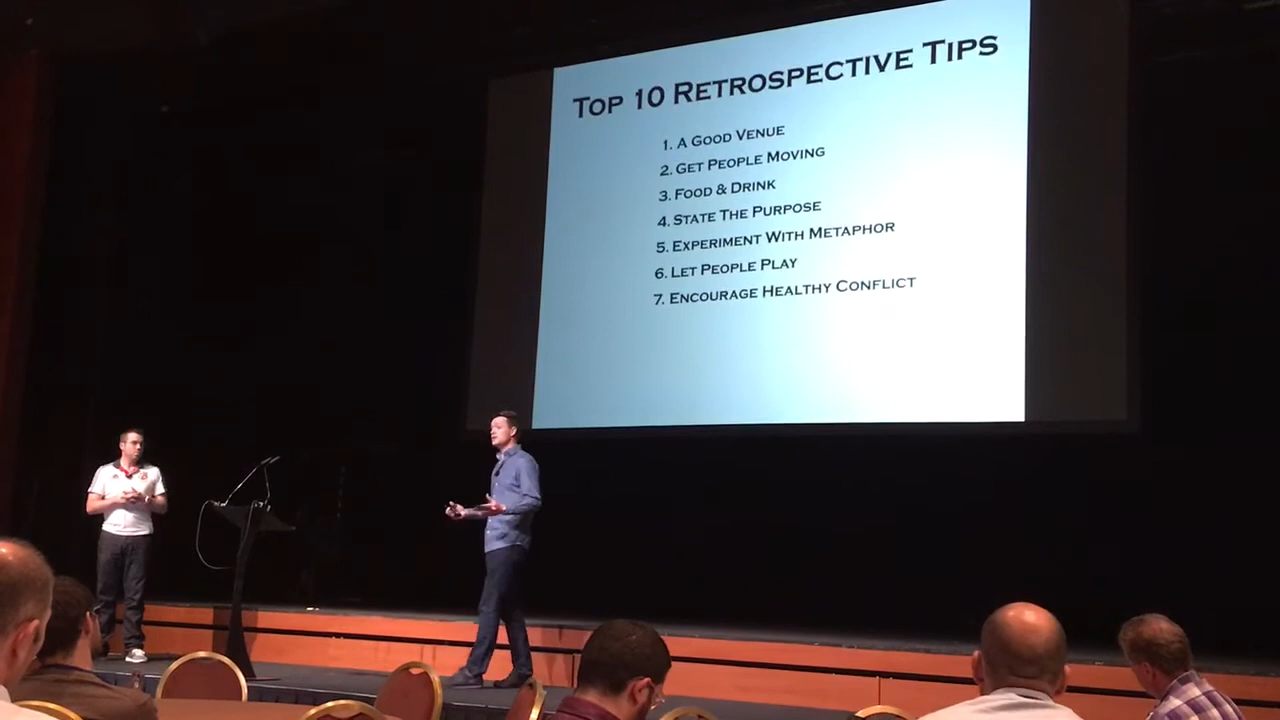 Top 10 Retrospective Tips
1. A Good Venue
2. Get People Moving
3. Food & Drink
4. State The Purpose
5. Experiment With Metaphor
6. Let People Play
7. Encourage Healthy Conflict